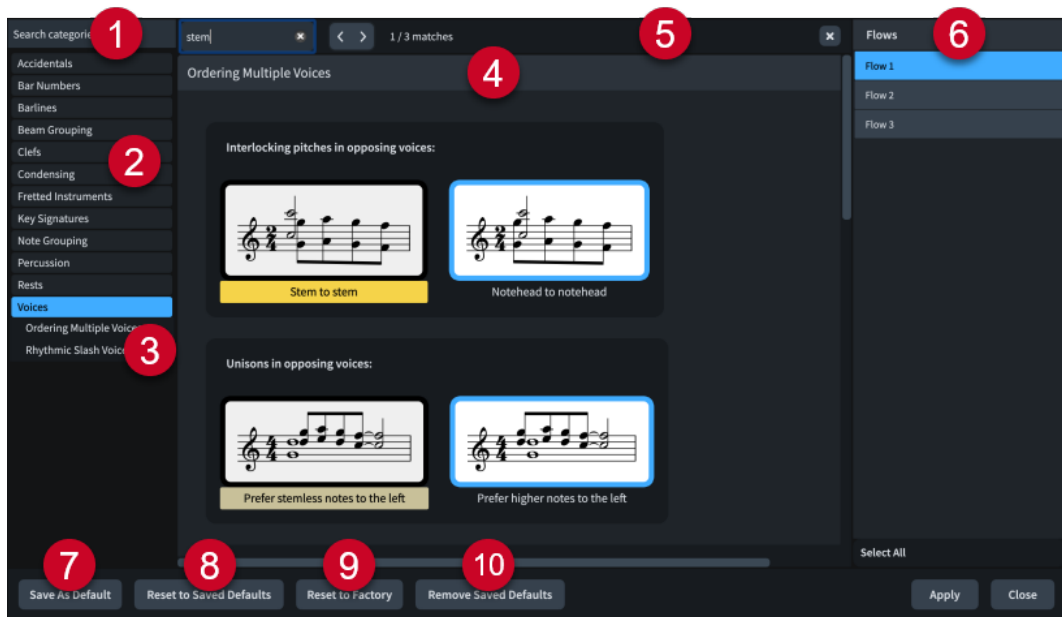 Search categorie
1
stem
1 / 3 matches
5
Flows
6
Accidentals
Bar Numbers
Barlines
Beam Grouping
Clefs
Condensing
2
Fretted Instruments
Key Signatures
Note Grouping
Percussion
Rests
Voices
Ordering Multiple Voices
Rhythmic Slash Voice
3
Ordering Multiple Voices
4
Interlocking pitches in opposing voices:
Stem to stem
Notehead to notehead
Unisons in opposing voices:
Prefer stemless notes to the left
Prefer higher notes to the left
Flow 1
Flow 2
Flow 3
Select All
7
8
9
10
Save As Default
Reset to Saved Defaults
Reset to Factory
Remove Saved Defaults
Apply
Close